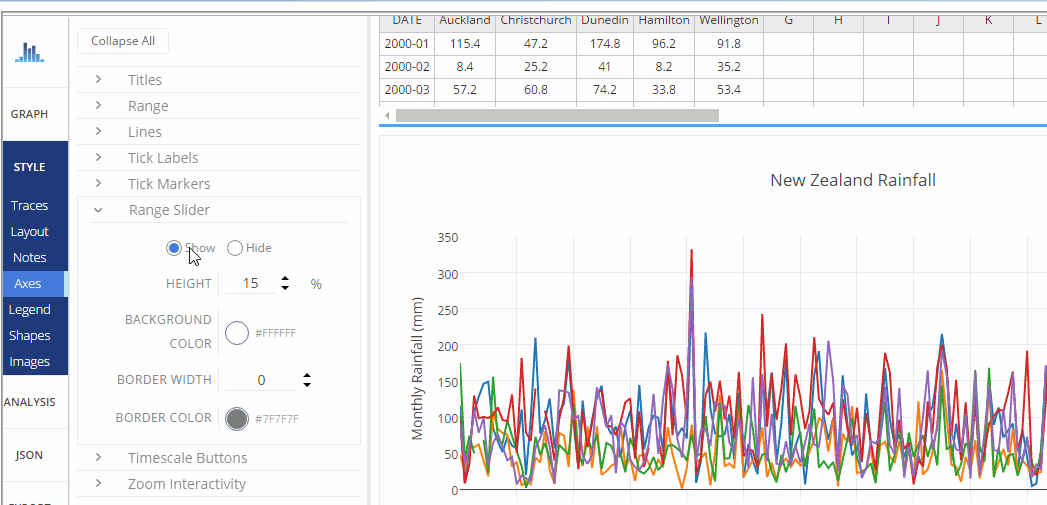 Collapse All
Titles
Range
Lines
Tick Labels
Tick Markers
Range Slider
Show Hide
HEIGHT 15 %
BACKGROUND COLOR #FFFFFF
BORDER WIDTH 0
BORDER COLOR #7F7F7F
Timescale Buttons
Zoom Interactivity
GRAPH
STYLE
Traces
Layout
Notes
Axes
Legend
Shapes
Images
ANALYSIS
JSON
DATE Auckland Christchurch Dunedin Hamilton Wellington G H I J K L
2000-01 115.4 47.2 174.8 96.2 91.8
2000-02 8.4 25.2 41 8.2 35.2
2000-03 57.2 60.8 74.2 33.8 53.4
New Zealand Rainfall
Monthly Rainfall (mm)
350
300
250
200
150
100
50
0